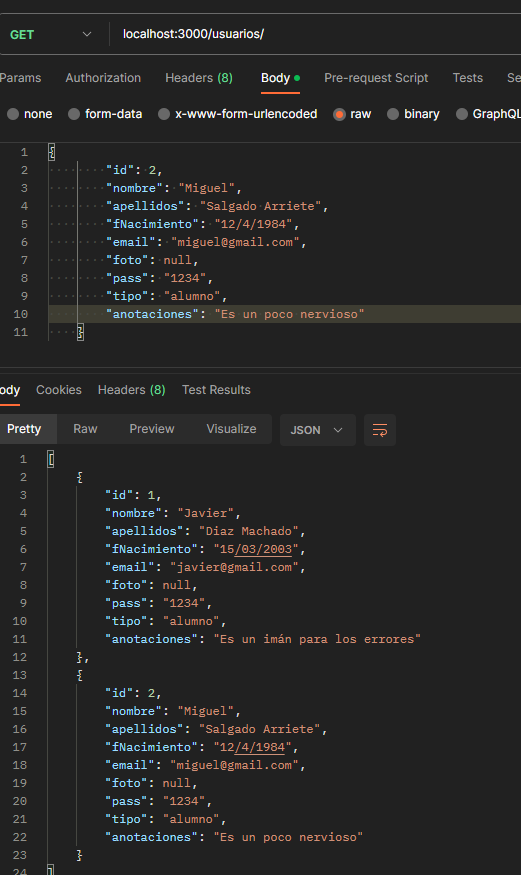 GET localhost:3000/usuarios/
Params Authorization Headers (8) Body Pre-request Script Tests Se
none form-data x-www-form-urlencoded raw binary GraphQL
1 {
2 "id": 2,
3 "nombre": "Miguel",
4 "apellidos": "Salgado Arriete",
5 "fNacimiento": "12/4/1984",
6 "email": "miguel@gmail.com",
7 "foto": null,
8 "pass": "1234",
9 "tipo": "alumno",
10 "anotaciones": "Es un poco nervioso"
11 }
ody Cookies Headers (8) Test Results
Pretty Raw Preview Visualize JSON
1 [
2 {
3 "id": 1,
4 "nombre": "Javier",
5 "apellidos": "Diaz Machado",
6 "fNacimiento": "15/03/2003",
7 "email": "javier@gmail.com",
8 "foto": null,
9 "pass": "1234",
10 "tipo": "alumno",
11 "anotaciones": "Es un imán para los errores"
12 },
13 {
14 "id": 2,
15 "nombre": "Miguel",
16 "apellidos": "Salgado Arriete",
17 "fNacimiento": "12/4/1984",
18 "email": "miguel@gmail.com",
19 "foto": null,
20 "pass": "1234",
21 "tipo": "alumno",
22 "anotaciones": "Es un poco nervioso"
23 }
24 ]